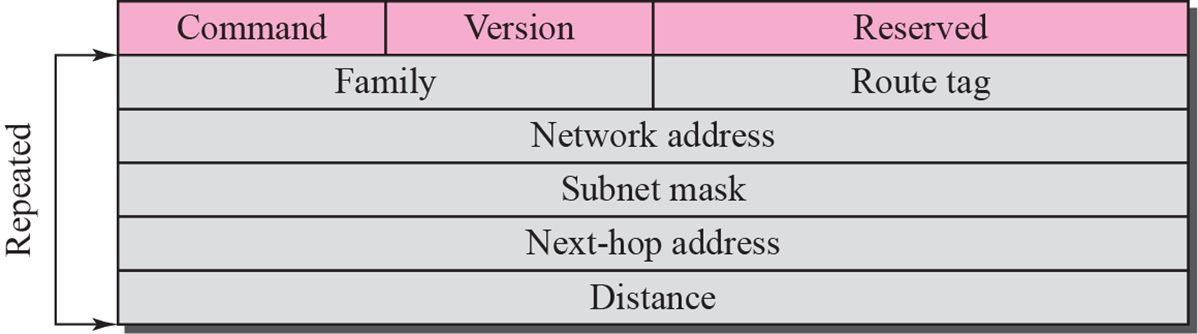 Command Version Reserved
Family Route tag
Network address
Subnet mask
Next-hop address
Distance
Repeated